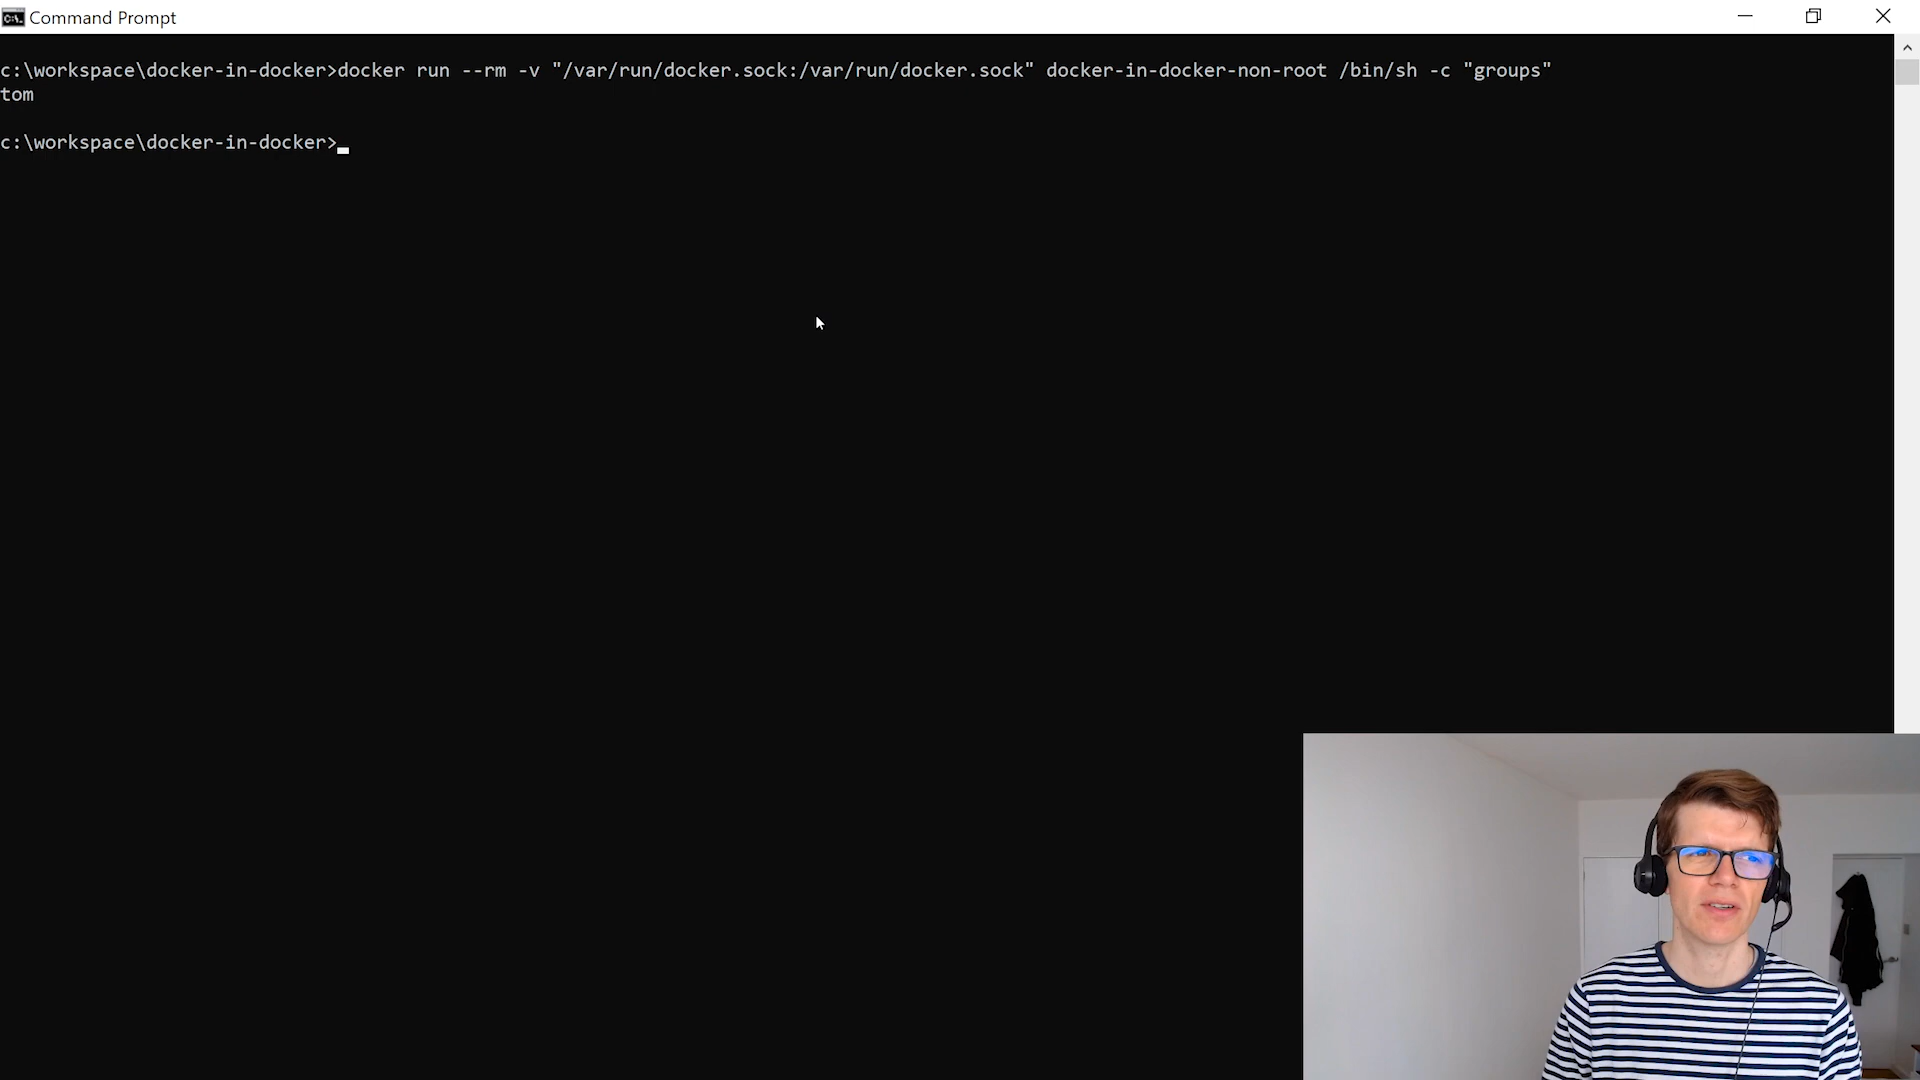 Command Prompt
c:\workspace\docker-in-docker>docker run --rm -v "/var/run/docker.sock:/var/run/docker.sock" docker-in-docker-non-root /bin/sh -c "groups"
tom
c:\workspace\docker-in-docker>